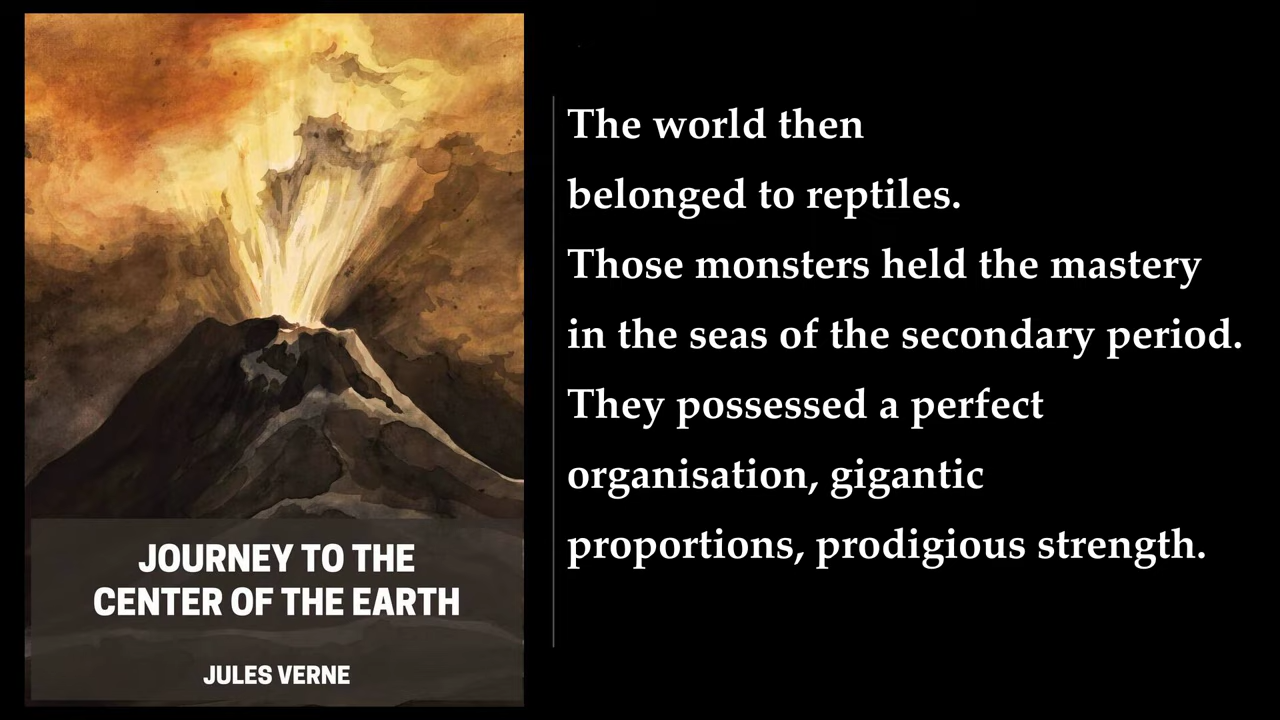 JOURNEY TO THE
CENTER OF THE EARTH
JULES VERNE
The world then
belonged to reptiles.
Those monsters held the mastery
in the seas of the secondary period.
They possessed a perfect
organisation, gigantic
proportions, prodigious strength.